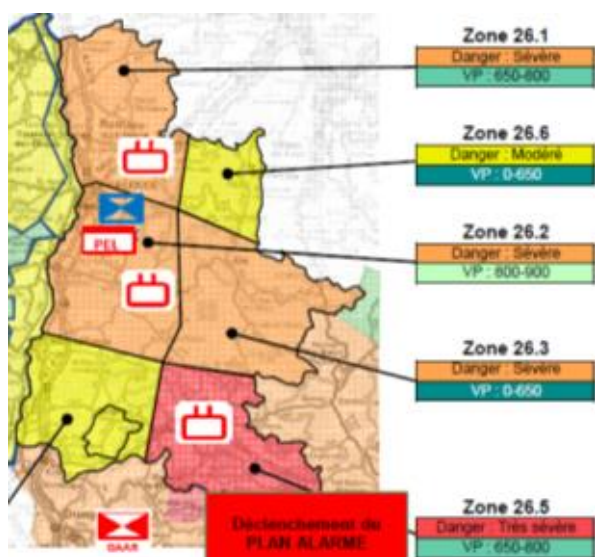 Zone 26.1
Danger : Sévère
VP : 650-800
Zone 26.6
Danger : Modéré
VP : 0-650
PEL
Zone 26.2
Danger : Sévère
VP : 800-900
Zone 26.3
Danger : Sévère
VP : 0-650
Zone 26.5
Danger : Très sévère
VP : 650-800
Déclenchement du
PLAN ALARME
DAAR